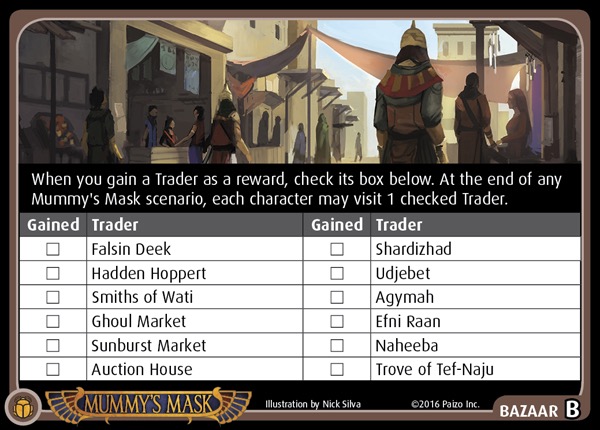 When you gain a Trader as a reward, check its box below. At the end of any
Mummy's Mask scenario, each character may visit 1 checked Trader.
Gained Trader Gained Trader
☐ Falsin Deek ☐ Shardizhad
☐ Hadden Hoppert ☐ Udjebet
☐ Smiths of Wati ☐ Agymah
☐ Ghoul Market ☐ Efni Raan
☐ Sunburst Market ☐ Naheeba
☐ Auction House ☐ Trove of Tef-Naju
MUMMY'S MASK Illustration by Nick Silva ©2016 Paizo Inc. BAZAAR B